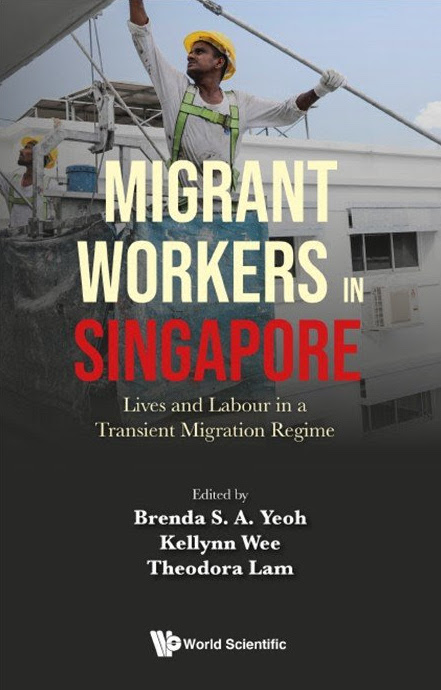 MIGRANT
WORKERS IN
SINGAPORE
Lives and Labour in a
Transient Migration Regime
Edited by
Brenda S. A. Yeoh
Kellynn Wee
Theodora Lam
World Scientific